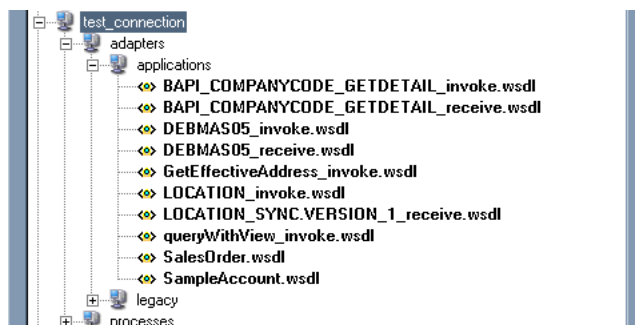 test_connection
adapters
applications
BAPI_COMPANYCODE_GETDETAIL_invoke.wsdl
BAPI_COMPANYCODE_GETDETAIL_receive.wsdl
DEBMAS05_invoke.wsdl
DEBMAS05_receive.wsdl
GetEffectiveAddress_invoke.wsdl
LOCATION_invoke.wsdl
LOCATION_SYNC.VERSION_1_receive.wsdl
queryWithView_invoke.wsdl
SalesOrder.wsdl
SampleAccount.wsdl
legacy
processes